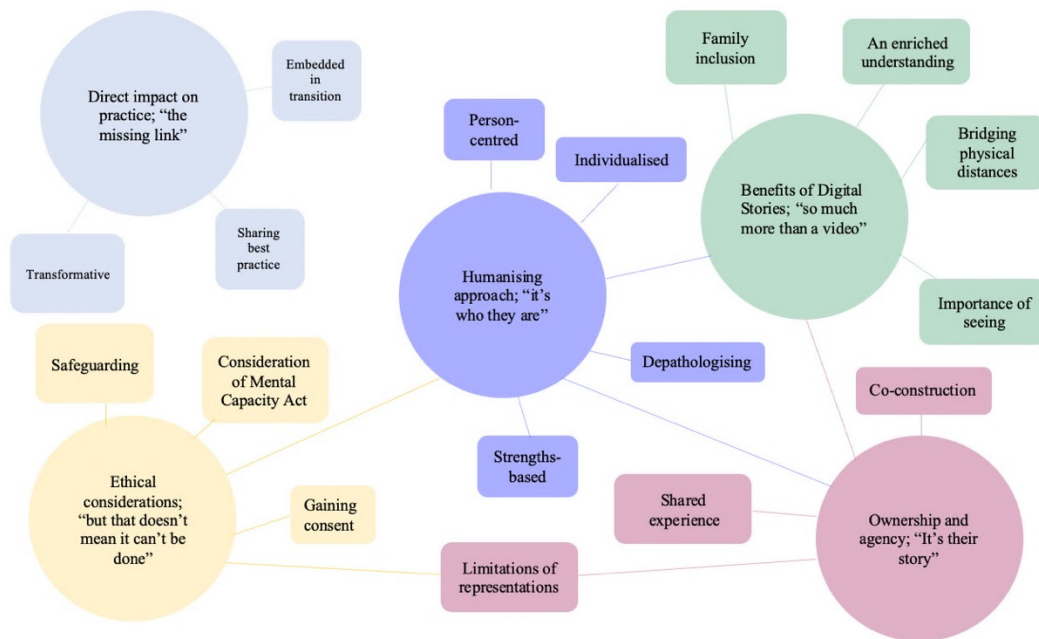 Direct impact on
practice; “the
missing link”
Embedded
in
transition
Sharing
best
practice
Transformative
Person-
centred
Individualised
Humanising
approach; “it’s
who they are”
Depathologising
Strengths-
based
Family
inclusion
An enriched
understanding
Bridging
physical
distances
Benefits of Digital
Stories; “so much
more than a video”
Importance of
seeing
Safeguarding
Consideration
of Mental
Capacity Act
Ethical
considerations;
“but that doesn’t
mean it can’t be
done”
Gaining
consent
Limitations of
representations
Co-construction
Shared
experience
Ownership and
agency; “It’s their
story”